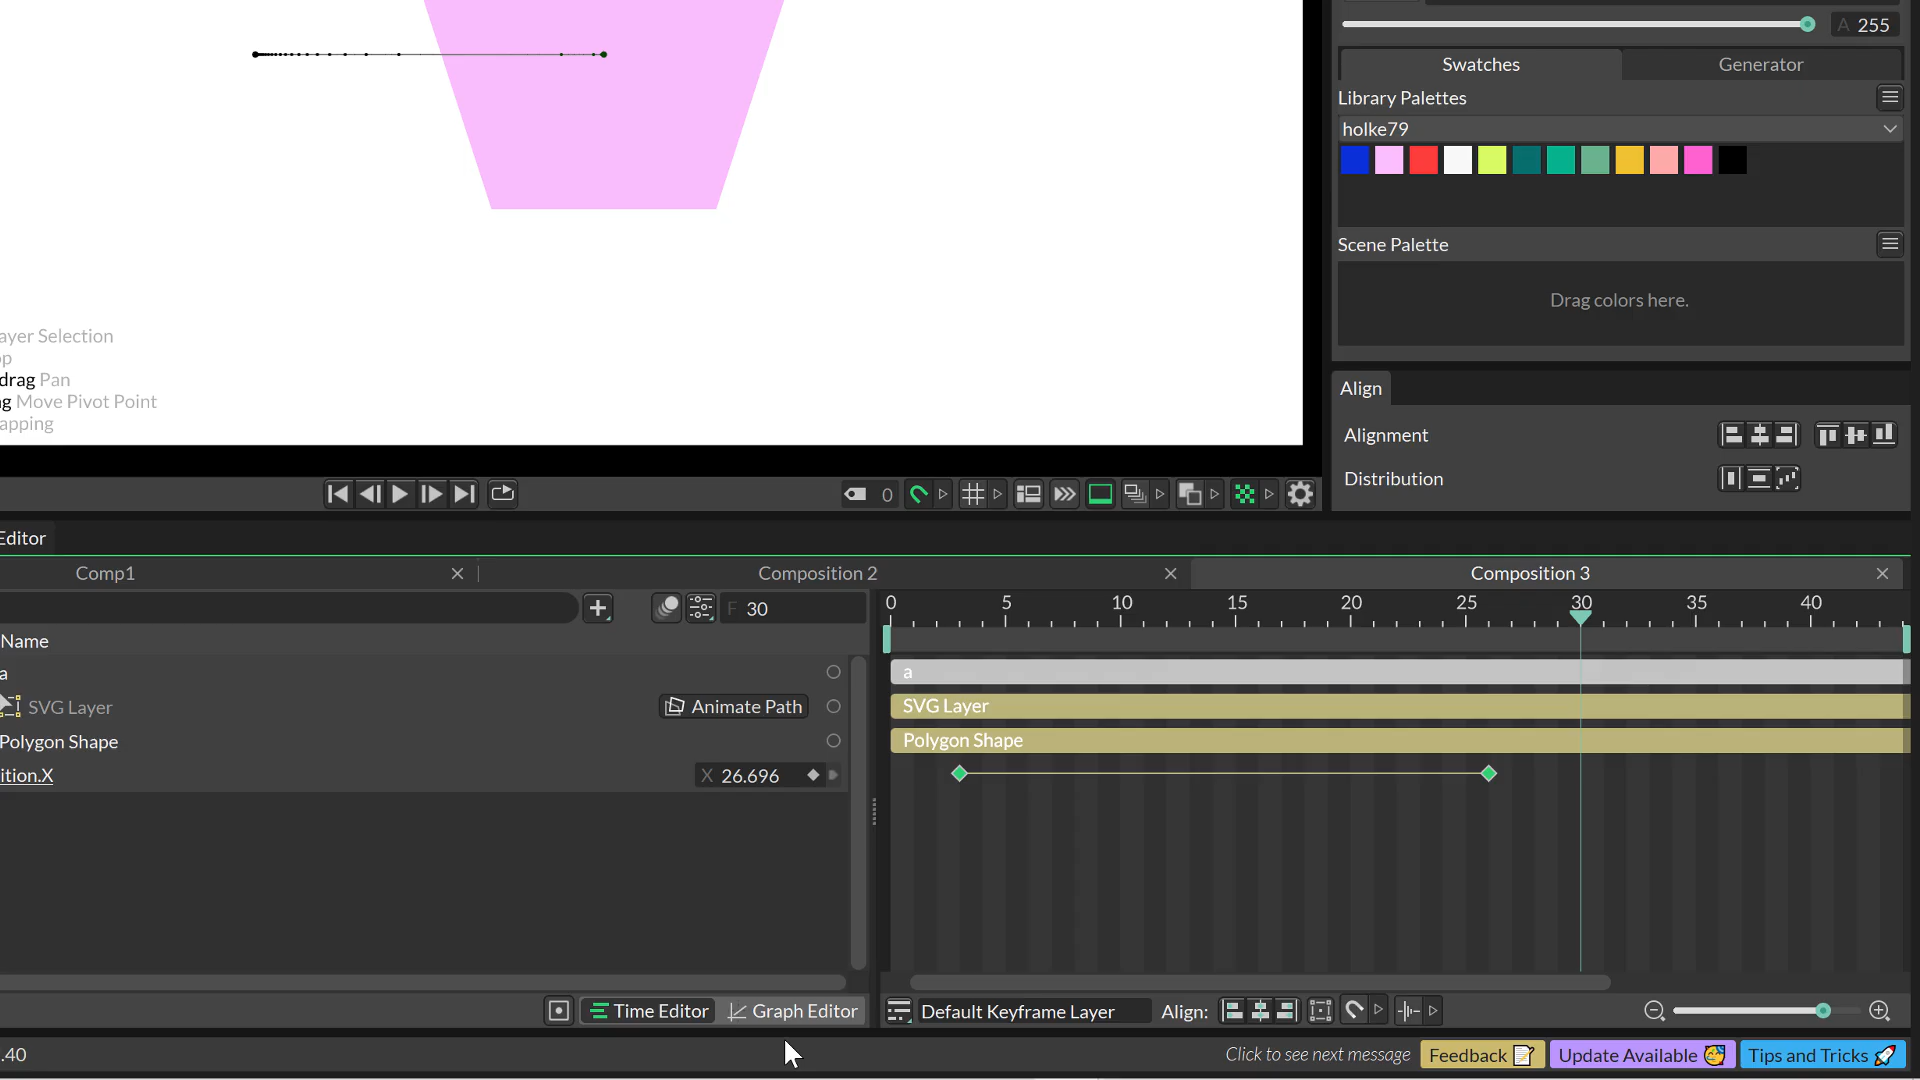 A 255
Swatches Generator
Library Palettes
holke79
Scene Palette
Drag colors here.
ayer Selection
op
drag Pan
g Move Pivot Point
apping
Align
Alignment
Distribution
0
Editor
Comp1 Composition 2 Composition 3
F 30
0 5 10 15 20 25 30 35 40
Name
a
a
SVG Layer Animate Path
SVG Layer
Polygon Shape
Polygon Shape
ition.X X 26.696
Time Editor Graph Editor
Default Keyframe Layer Align:
.40
Click to see next message Feedback Update Available Tips and Tricks